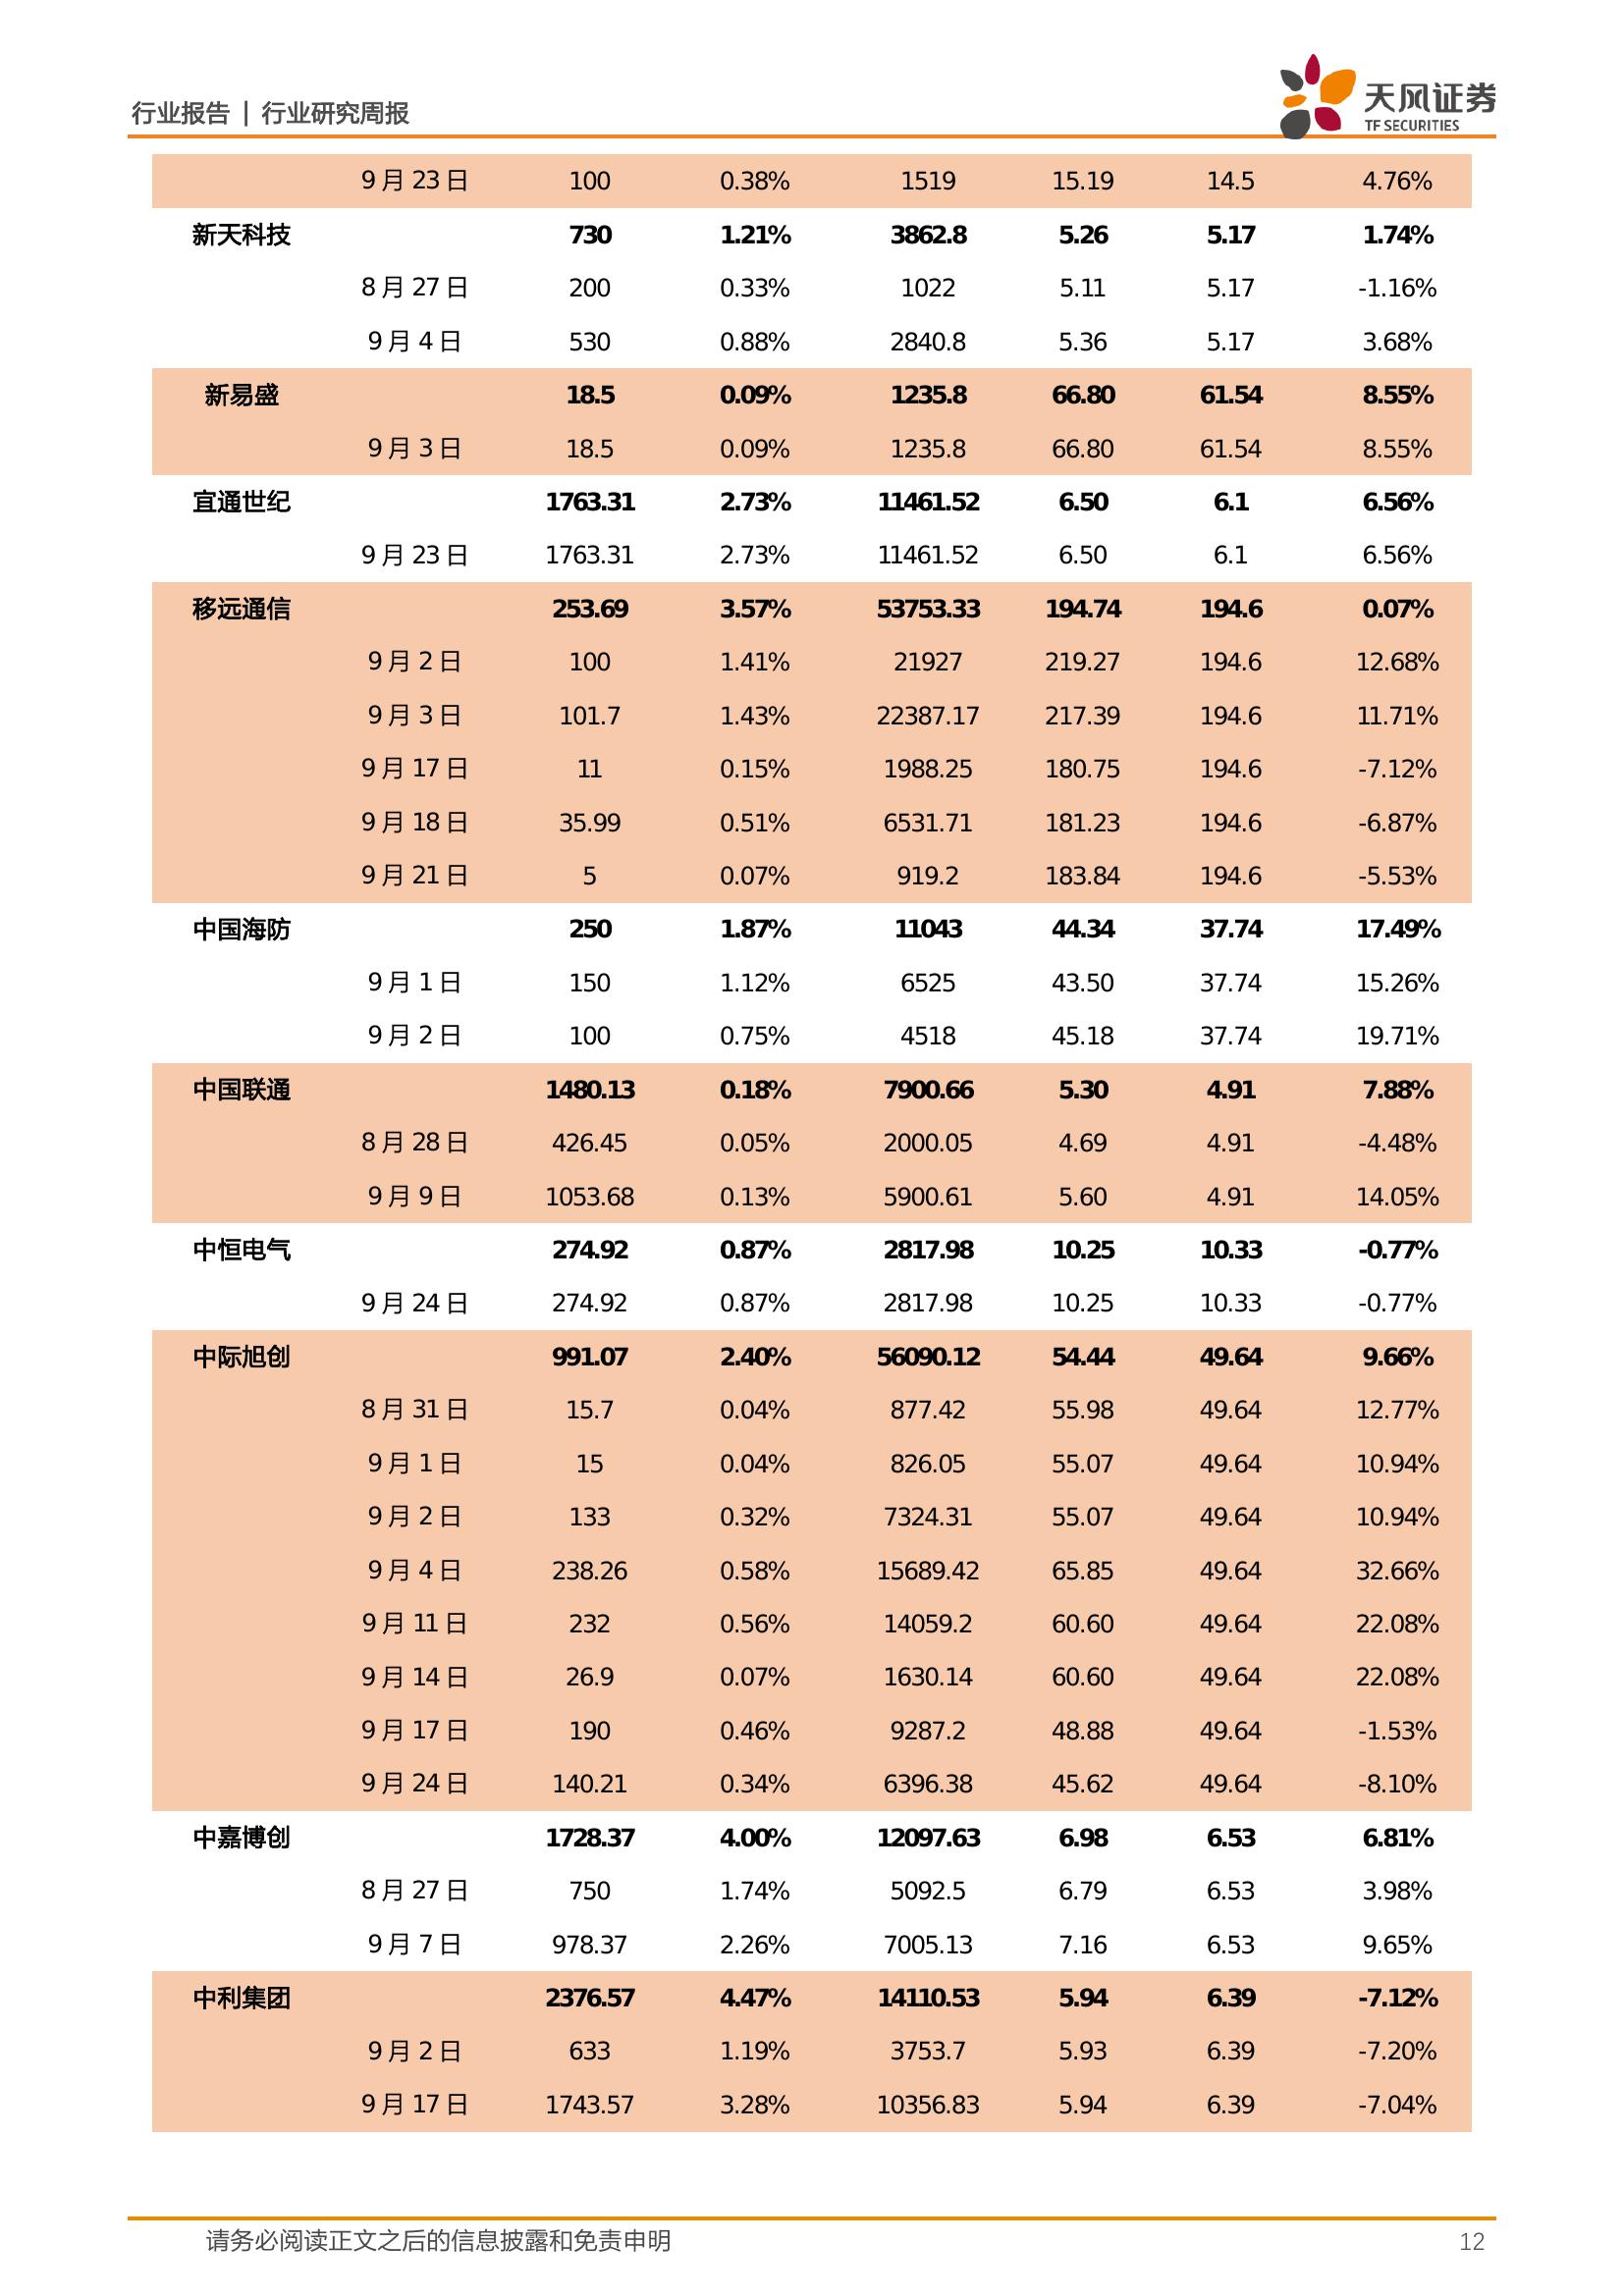 行业报告 | 行业研究周报
天风证券
TF SECURITIES
9月23日 100 0.38% 1519 15.19 14.5 4.76%
新天科技 730 1.21% 3862.8 5.26 5.17 1.74%
8月27日 200 0.33% 1022 5.11 5.17 -1.16%
9月4日 530 0.88% 2840.8 5.36 5.17 3.68%
新易盛 18.5 0.09% 1235.8 66.80 61.54 8.55%
9月3日 18.5 0.09% 1235.8 66.80 61.54 8.55%
宜通世纪 1763.31 2.73% 11461.52 6.50 6.1 6.56%
9月23日 1763.31 2.73% 11461.52 6.50 6.1 6.56%
移远通信 253.69 3.57% 53753.33 194.74 194.6 0.07%
9月2日 100 1.41% 21927 219.27 194.6 12.68%
9月3日 101.7 1.43% 22387.17 217.39 194.6 11.71%
9月17日 11 0.15% 1988.25 180.75 194.6 -7.12%
9月18日 35.99 0.51% 6531.71 181.23 194.6 -6.87%
9月21日 5 0.07% 919.2 183.84 194.6 -5.53%
中国海防 250 1.87% 11043 44.34 37.74 17.49%
9月1日 150 1.12% 6525 43.50 37.74 15.26%
9月2日 100 0.75% 4518 45.18 37.74 19.71%
中国联通 1480.13 0.18% 7900.66 5.30 4.91 7.88%
8月28日 426.45 0.05% 2000.05 4.69 4.91 -4.48%
9月9日 1053.68 0.13% 5900.61 5.60 4.91 14.05%
中恒电气 274.92 0.87% 2817.98 10.25 10.33 -0.77%
9月24日 274.92 0.87% 2817.98 10.25 10.33 -0.77%
中际旭创 991.07 2.40% 56090.12 54.44 49.64 9.66%
8月31日 15.7 0.04% 877.42 55.98 49.64 12.77%
9月1日 15 0.04% 826.05 55.07 49.64 10.94%
9月2日 133 0.32% 7324.31 55.07 49.64 10.94%
9月4日 238.26 0.58% 15689.42 65.85 49.64 32.66%
9月11日 232 0.56% 14059.2 60.60 49.64 22.08%
9月14日 26.9 0.07% 1630.14 60.60 49.64 22.08%
9月17日 190 0.46% 9287.2 48.88 49.64 -1.53%
9月24日 140.21 0.34% 6396.38 45.62 49.64 -8.10%
中嘉博创 1728.37 4.00% 12097.63 6.98 6.53 6.81%
8月27日 750 1.74% 5092.5 6.79 6.53 3.98%
9月7日 978.37 2.26% 7005.13 7.16 6.53 9.65%
中利集团 2376.57 4.47% 14110.53 5.94 6.39 -7.12%
9月2日 633 1.19% 3753.7 5.93 6.39 -7.20%
9月17日 1743.57 3.28% 10356.83 5.94 6.39 -7.04%
请务必阅读正文之后的信息披露和免责申明 12